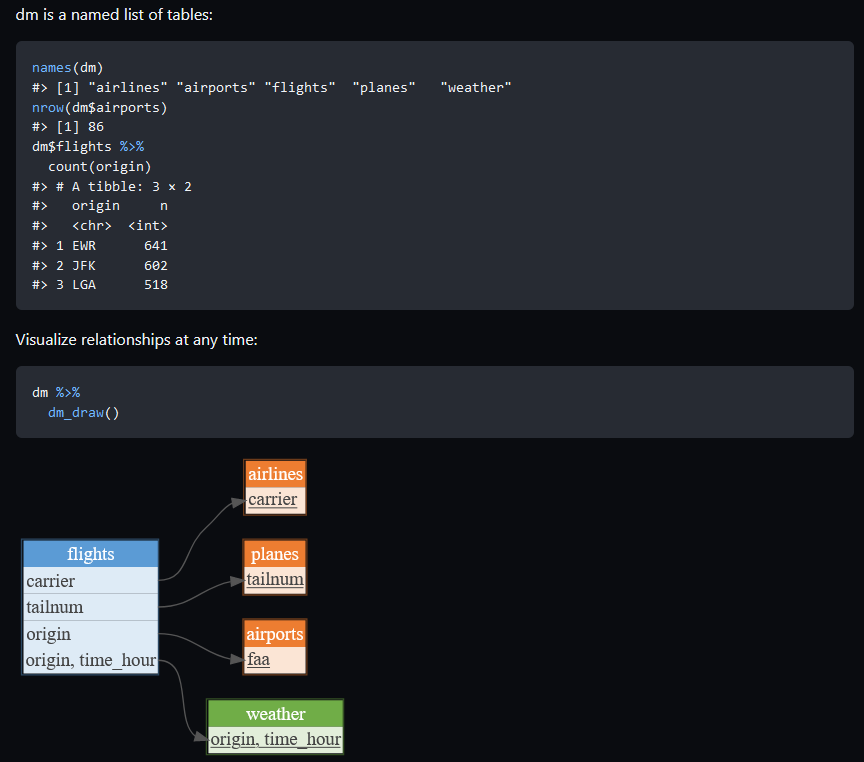 dm is a named list of tables:
names(dm)
#> [1] "airlines" "airports" "flights"  "planes"   "weather"
nrow(dm$airports)
#> [1] 86
dm$flights %>%
  count(origin)
#> # A tibble: 3 × 2
#>   origin     n
#>   <chr>  <int>
#> 1 EWR      641
#> 2 JFK      602
#> 3 LGA      518
Visualize relationships at any time:
dm %>%
  dm_draw()
airlines
carrier
flights
carrier
tailnum
origin
origin, time_hour
planes
tailnum
airports
faa
weather
origin, time_hour